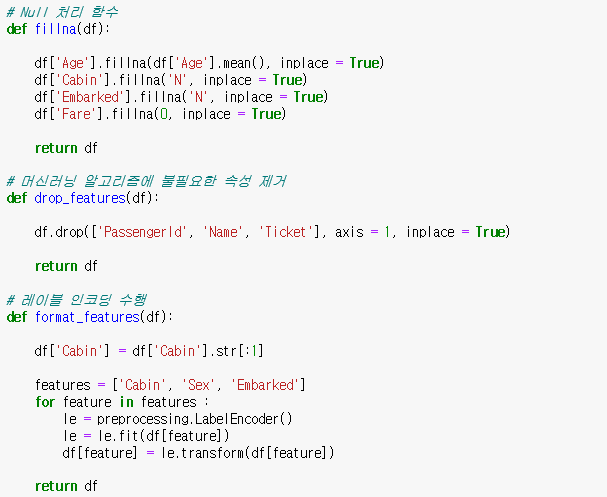 # Null 처리 함수
def fillna(df):
df['Age'].fillna(df['Age'].mean(), inplace = True)
df['Cabin'].fillna('N', inplace = True)
df['Embarked'].fillna('N', inplace = True)
df['Fare'].fillna(0, inplace = True)
return df
# 머신러닝 알고리즘에 불필요한 속성 제거
def drop_features(df):
df.drop(['PassengerId', 'Name', 'Ticket'], axis = 1, inplace = True)
return df
# 레이블 인코딩 수행
def format_features(df):
df['Cabin'] = df['Cabin'].str[:1]
features = ['Cabin', 'Sex', 'Embarked']
for feature in features :
le = preprocessing.LabelEncoder()
le = le.fit(df[feature])
df[feature] = le.transform(df[feature])
return df